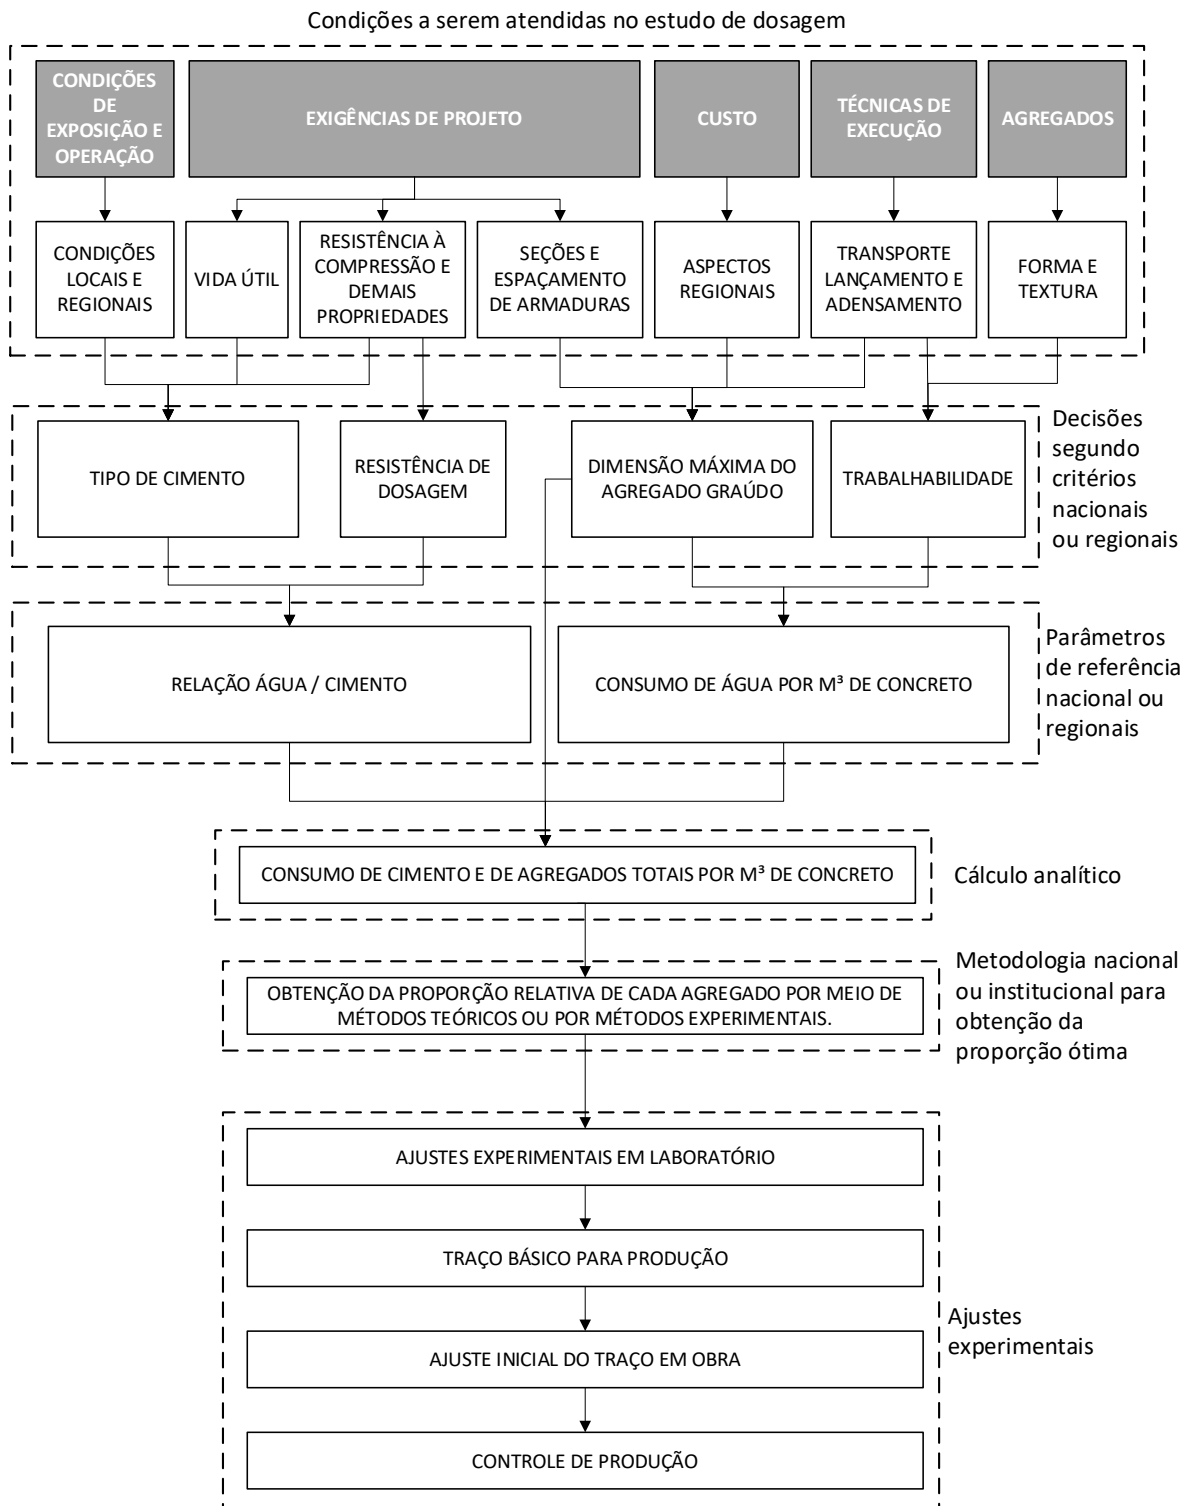 Condições a serem atendidas no estudo de dosagem
CONDIÇÕES
DE
EXPOSIÇÃO E
OPERAÇÃO
EXIGÊNCIAS DE PROJETO
CUSTO
TÉCNICAS DE
EXECUÇÃO
AGREGADOS
CONDIÇÕES
LOCAIS E
REGIONAIS
VIDA ÚTIL
RESISTÊNCIA À
COMPRESSÃO E
DEMAIS
PROPRIEDADES
SEÇÕES E
ESPAÇAMENTO
DE ARMADURAS
ASPECTOS
REGIONAIS
TRANSPORTE
LANÇAMENTO E
ADENSAMENTO
FORMA E
TEXTURA
TIPO DE CIMENTO
RESISTÊNCIA DE
DOSAGEM
DIMENSÃO MÁXIMA DO
AGREGADO GRAÚDO
TRABALHABILIDADE
Decisões
segundo
critérios
nacionais
ou regionais
RELAÇÃO ÁGUA / CIMENTO
CONSUMO DE ÁGUA POR M³ DE CONCRETO
Parâmetros
de referência
nacional ou
regionais
CONSUMO DE CIMENTO E DE AGREGADOS TOTAIS POR M³ DE CONCRETO
Cálculo analítico
OBTENÇÃO DA PROPORÇÃO RELATIVA DE CADA AGREGADO POR MEIO DE
MÉTODOS TEÓRICOS OU POR MÉTODOS EXPERIMENTAIS.
Metodologia nacional
ou institucional para
obtenção da
proporção ótima
AJUSTES EXPERIMENTAIS EM LABORATÓRIO
TRAÇO BÁSICO PARA PRODUÇÃO
AJUSTE INICIAL DO TRAÇO EM OBRA
CONTROLE DE PRODUÇÃO
Ajustes
experimentais